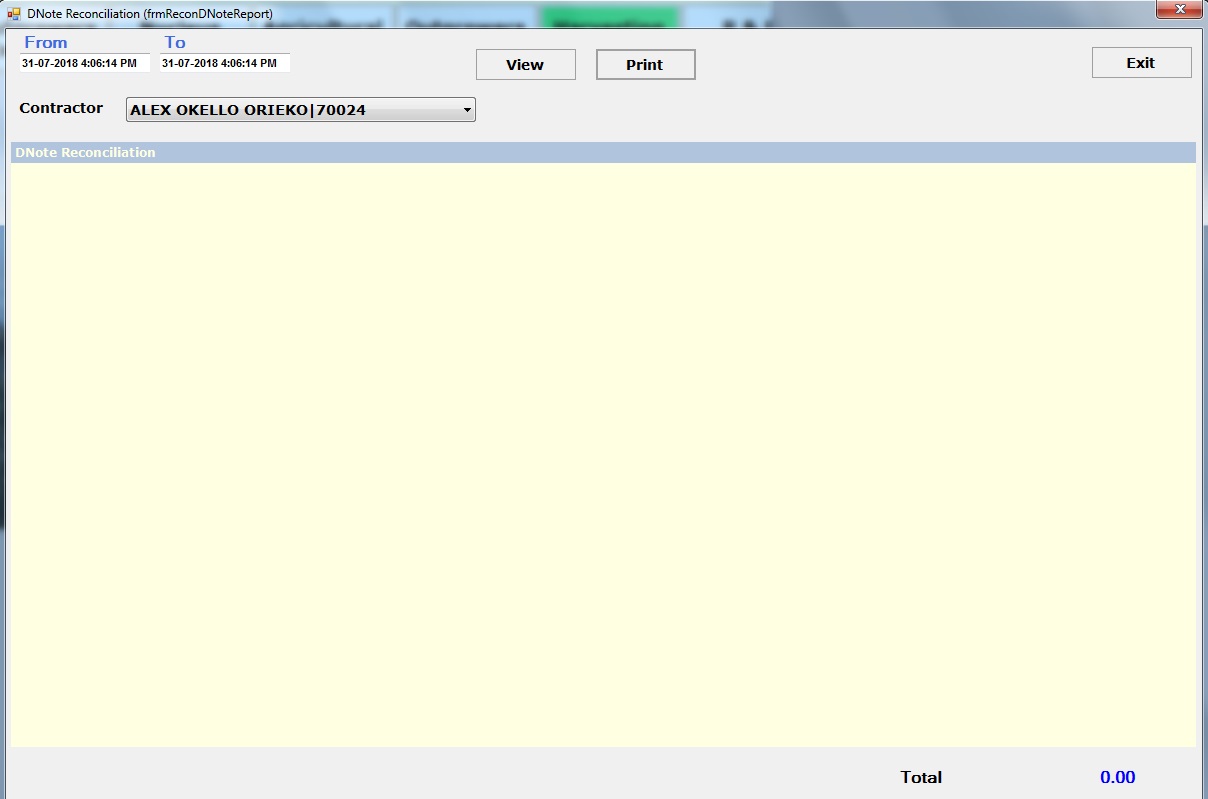 DNote Reconciliation (frmReconDNoteReport)
From To
31-07-2018 4:06:14 PM 31-07-2018 4:06:14 PM
View Print Exit
Contractor ALEX OKELLO ORIEKO|70024
DNote Reconciliation
Total 0.00